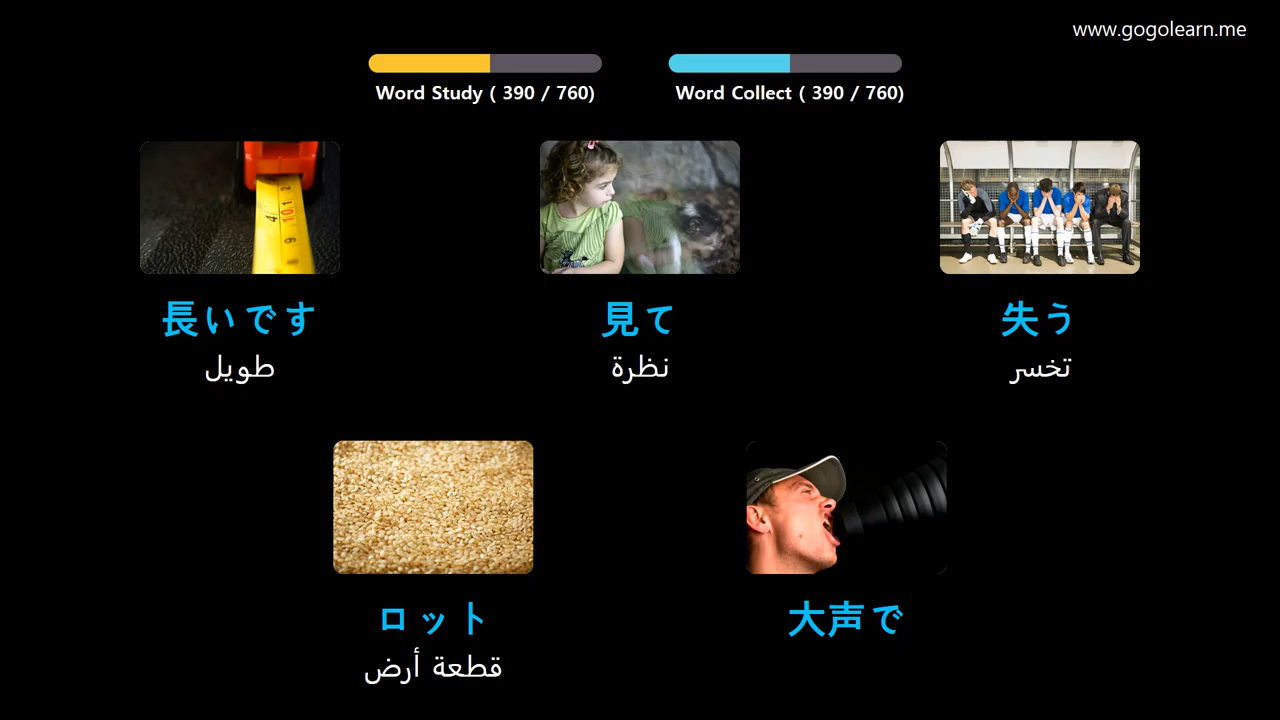 www.gogolearn.me
Word Study ( 390 / 760)
Word Collect ( 390 / 760)
長いです
طويل
見て
نظرة
失う
تخسر
ロット
قطعة أرض
大声で